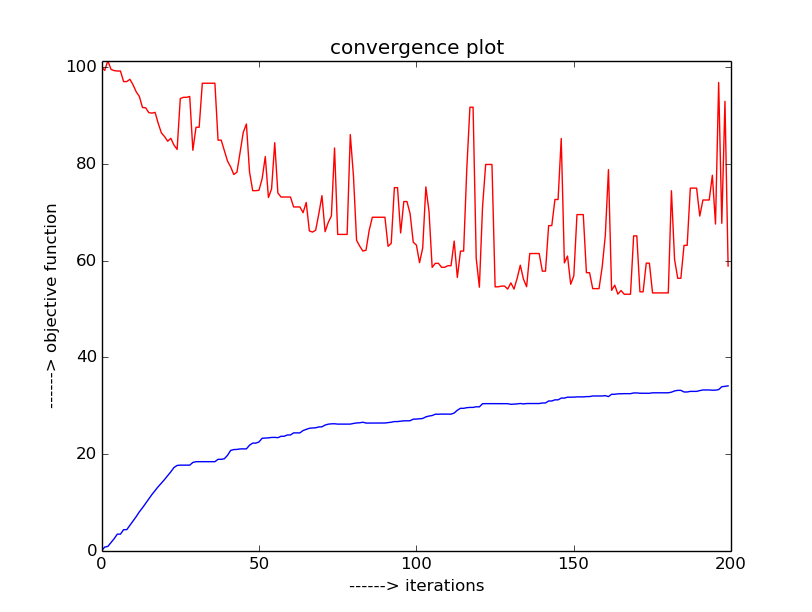 convergence plot
100
80
60
40
20
0
------> objective function
0 50 100 150 200
------> iterations